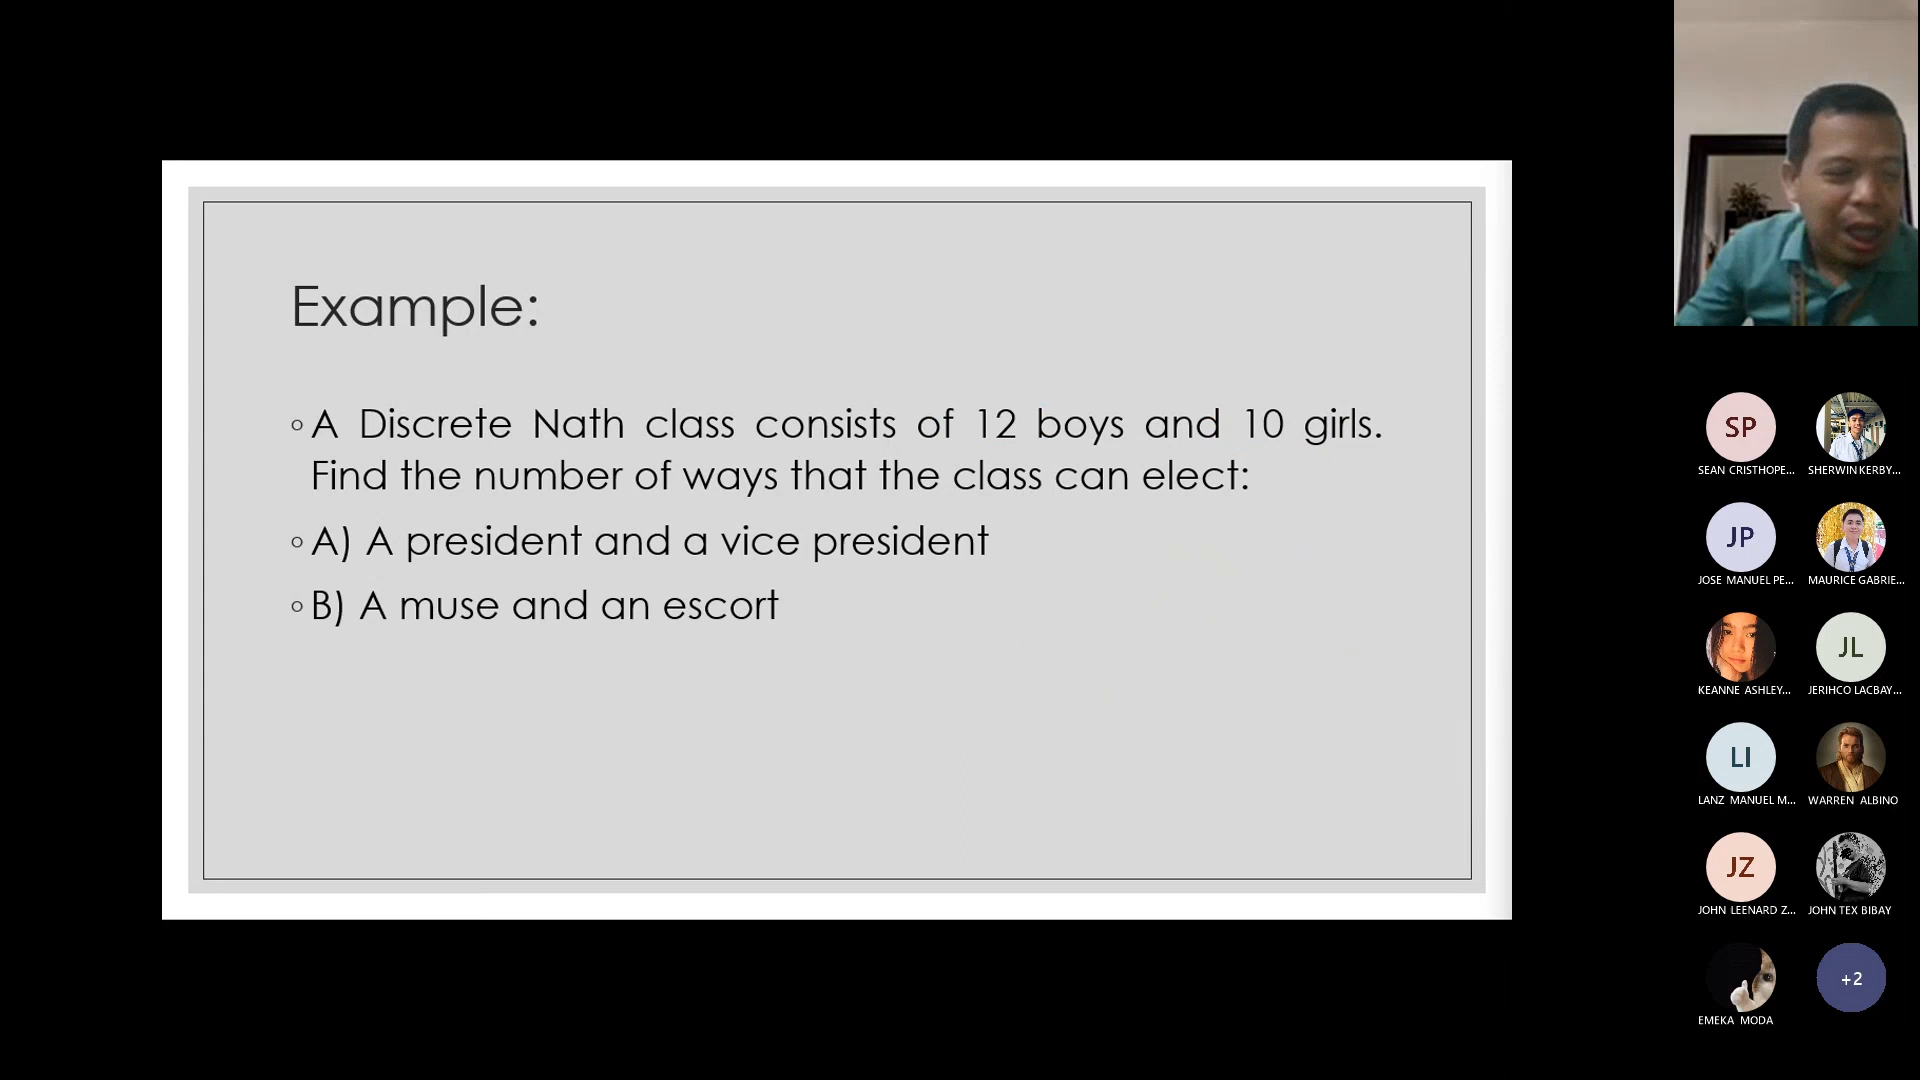 Example:
◦ A Discrete Nath class consists of 12 boys and 10 girls.
Find the number of ways that the class can elect:
◦ A) A president and a vice president
◦ B) A muse and an escort
SP
SEAN CRISTHOPE...
SHERWIN KERBY...
JP
JOSE MANUEL PE...
MAURICE GABRIE...
KEANNE ASHLEY...
JL
JERIHCO LACBAY...
LI
LANZ MANUEL M...
WARREN ALBINO
JZ
JOHN LEENARD Z...
JOHN TEX BIBAY
EMEKA MODA
+2